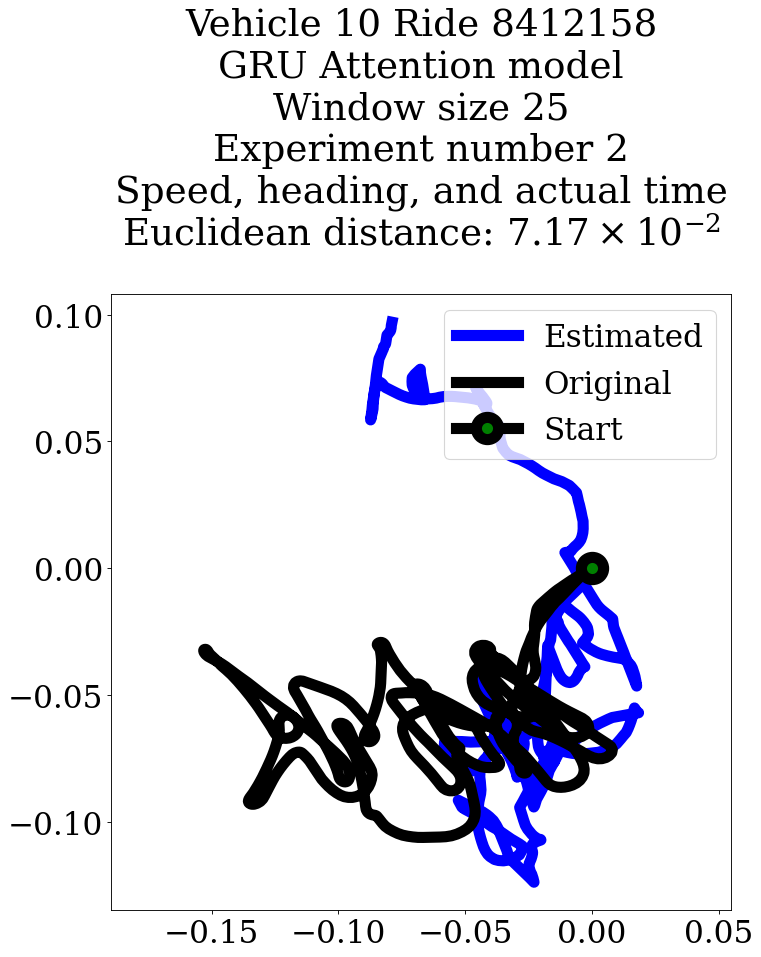 Vehicle 10 Ride 8412158
GRU Attention model
Window size 25
Experiment number 2
Speed, heading, and actual time
Euclidean distance: 7.17 × 10⁻²
Estimated
Original
Start
0.10
0.05
0.00
−0.05
−0.10
−0.15 −0.10 −0.05 0.00 0.05